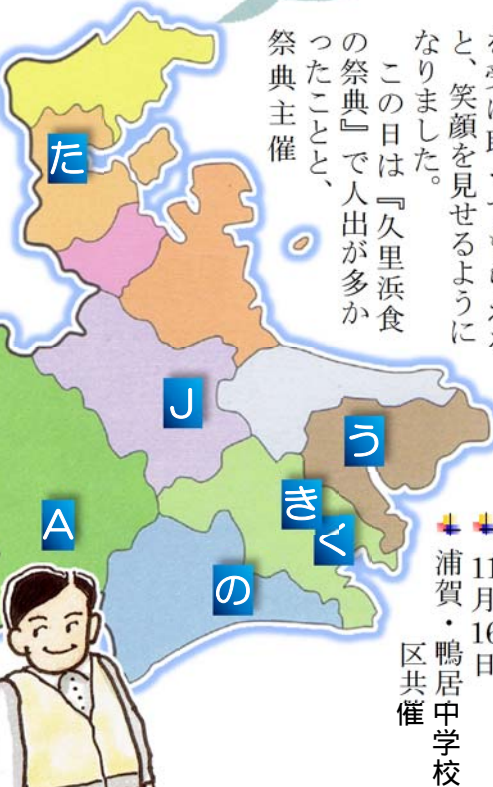 と、笑顔を見せるように
なりました。
この日は『久里浜食
の祭典』で人出が多か
ったことと、
祭典主催
た
J
う
き
く
A
の
11月16日
浦賀・鴨居中学校
区共催